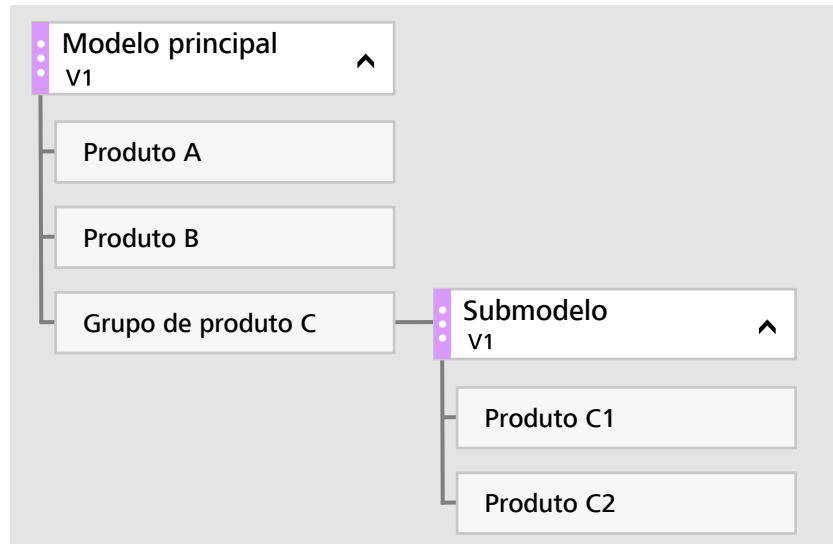 Modelo principal
V1
Produto A
Produto B
Grupo de produto C
Submodelo
V1
Produto C1
Produto C2